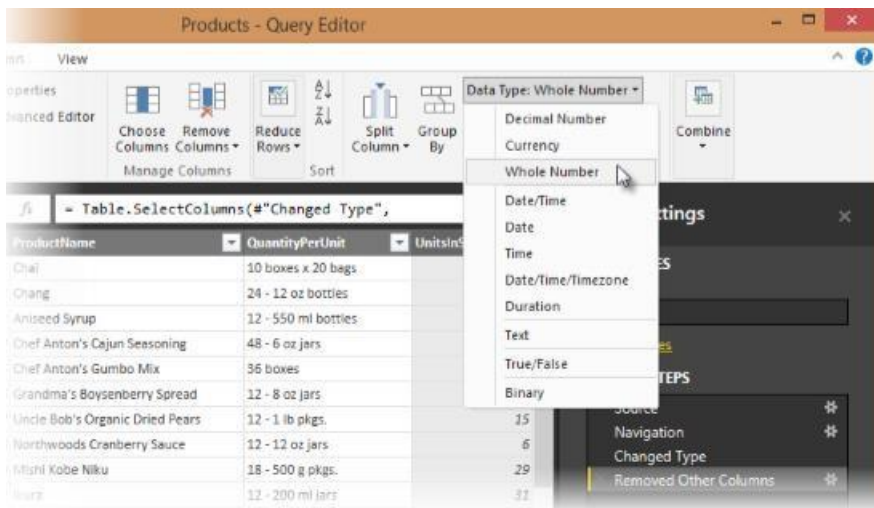 Products - Query Editor
View
operties
Advanced Editor
Choose Columns
Remove Columns
Manage Columns
Reduce Rows
Sort
Split Column
Group By
Data Type: Whole Number
Combine
Decimal Number
Currency
Whole Number
Date/Time
Date
Time
Date/Time/Timezone
Duration
Text
True/False
Binary
fx = Table.SelectColumns(#"Changed Type",
ttings
ES
es
TEPS
ProductName QuantityPerUnit UnitsInS
Chai 10 boxes x 20 bags
Chang 24 - 12 oz bottles
Aniseed Syrup 12 - 550 ml bottles
Chef Anton's Cajun Seasoning 48 - 6 oz jars
Chef Anton's Gumbo Mix 36 boxes
Grandma's Boysenberry Spread 12 - 8 oz jars
Uncle Bob's Organic Dried Pears 12 - 1 lb pkgs. 15
Northwoods Cranberry Sauce 12 - 12 oz jars 6
Mishi Kobe Niku 18 - 500 g pkgs. 29
Ikura 12 - 200 ml jars 31
Source
Navigation
Changed Type
Removed Other Columns